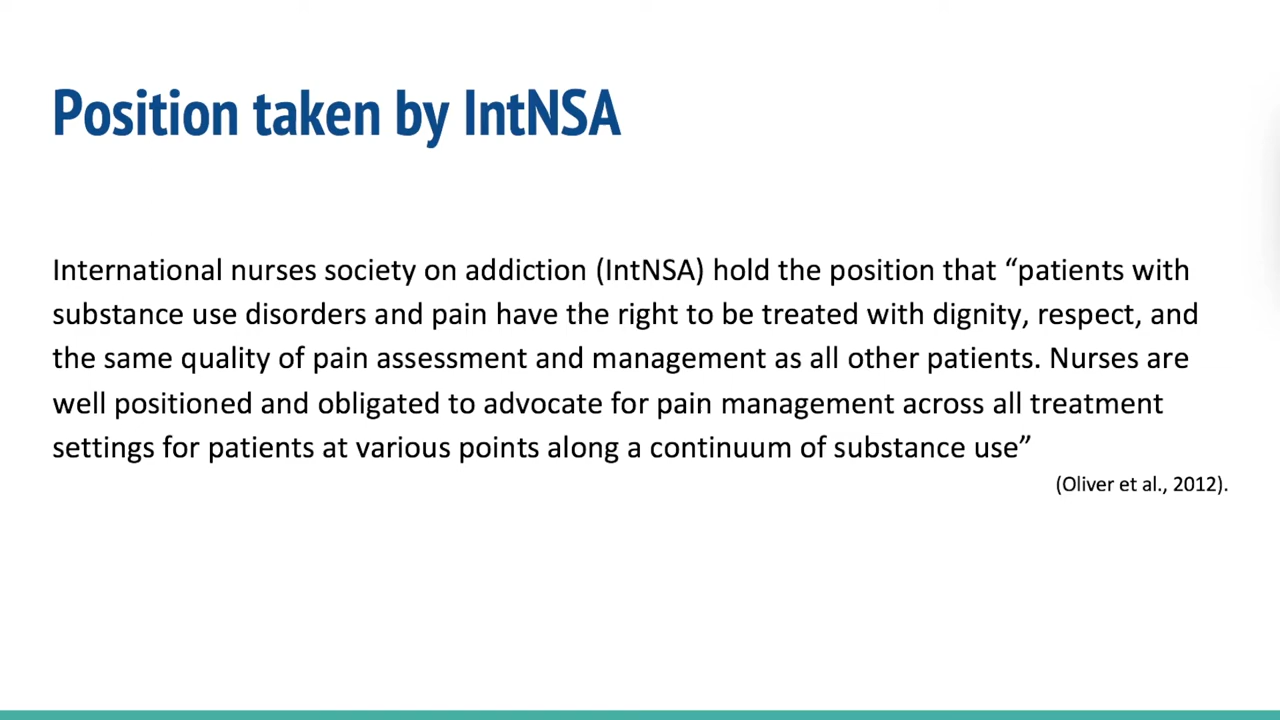 Position taken by IntNSA
International nurses society on addiction (IntNSA) hold the position that “patients with
substance use disorders and pain have the right to be treated with dignity, respect, and
the same quality of pain assessment and management as all other patients. Nurses are
well positioned and obligated to advocate for pain management across all treatment
settings for patients at various points along a continuum of substance use”
(Oliver et al., 2012).